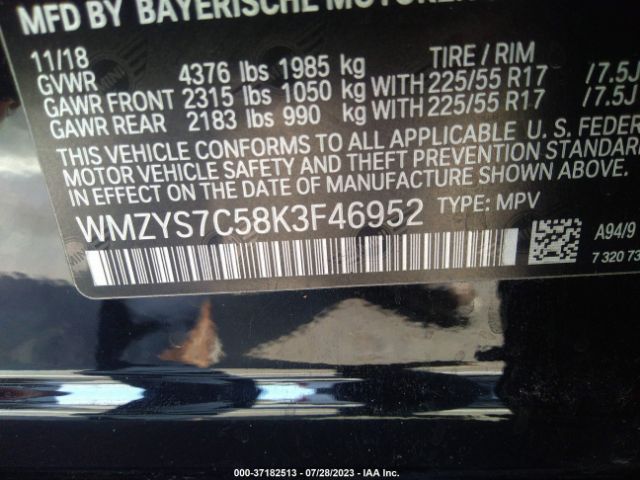 MFD BY BAYERISCHE
11/18 TIRE / RIM
GVWR 4376 lbs 1985 kg
GAWR FRONT 2315 lbs 1050 kg WITH 225/55 R17 /7.5J
GAWR REAR 2183 lbs 990 kg WITH 225/55 R17 /7.5J
THIS VEHICLE CONFORMS TO ALL APPLICABLE U. S. FEDER
MOTOR VEHICLE SAFETY AND THEFT PREVENTION STANDAR
IN EFFECT ON THE DATE OF MANUFACTURE SHOWN ABOVE.
WMZYS7C58K3F46952 TYPE: MPV
A94/9
7 320 73
000-37182513 / 07/28/2023 - IAA Inc.